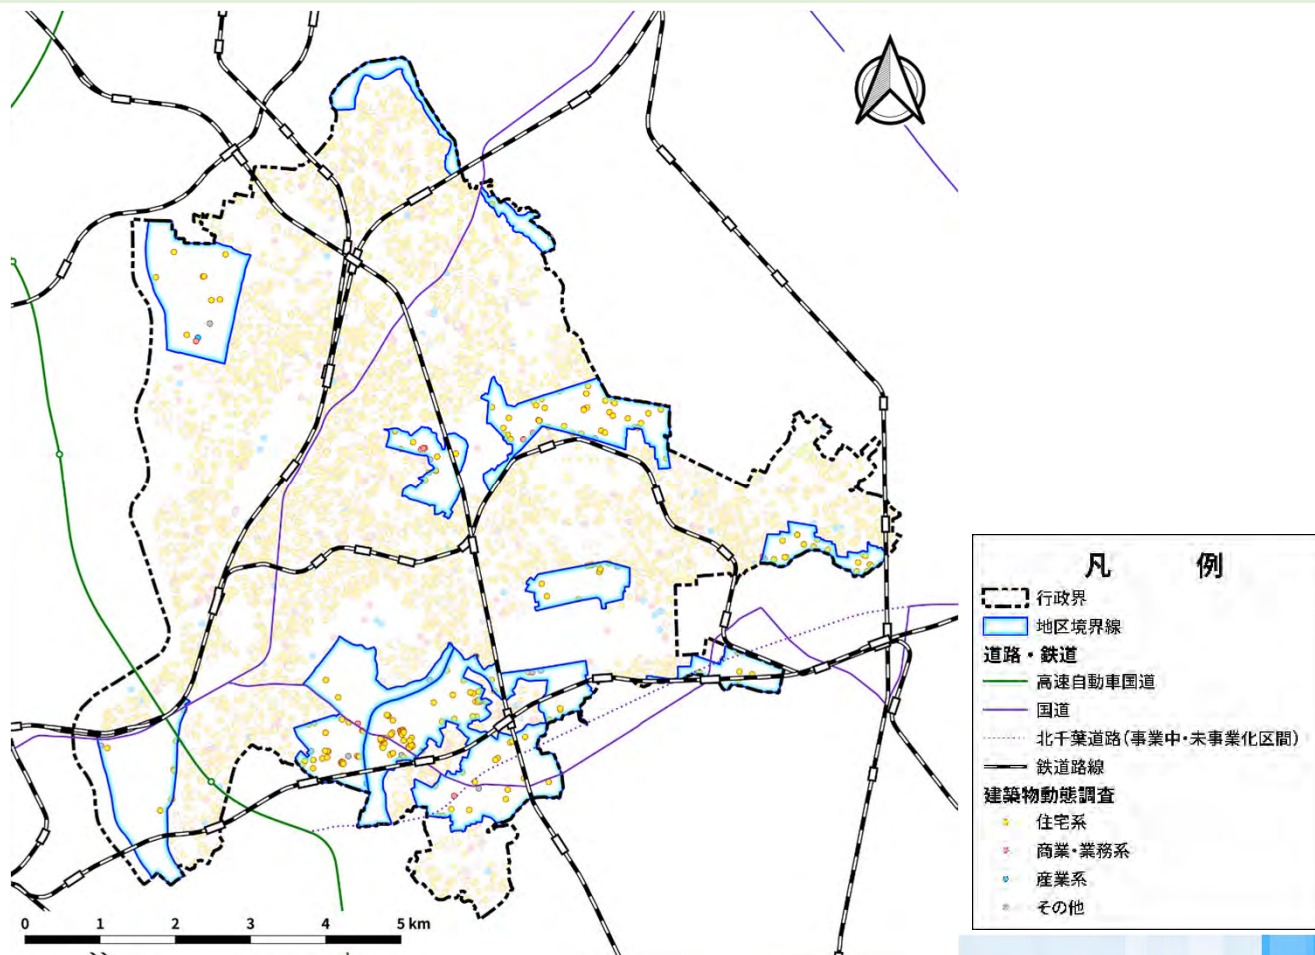 凡 例
行政界
地区境界線
道路・鉄道
高速自動車国道
国道
北千葉道路(事業中・未事業化区間)
鉄道路線
建築物動態調査
住宅系
商業・業務系
産業系
その他
0 1 2 3 4 5 km